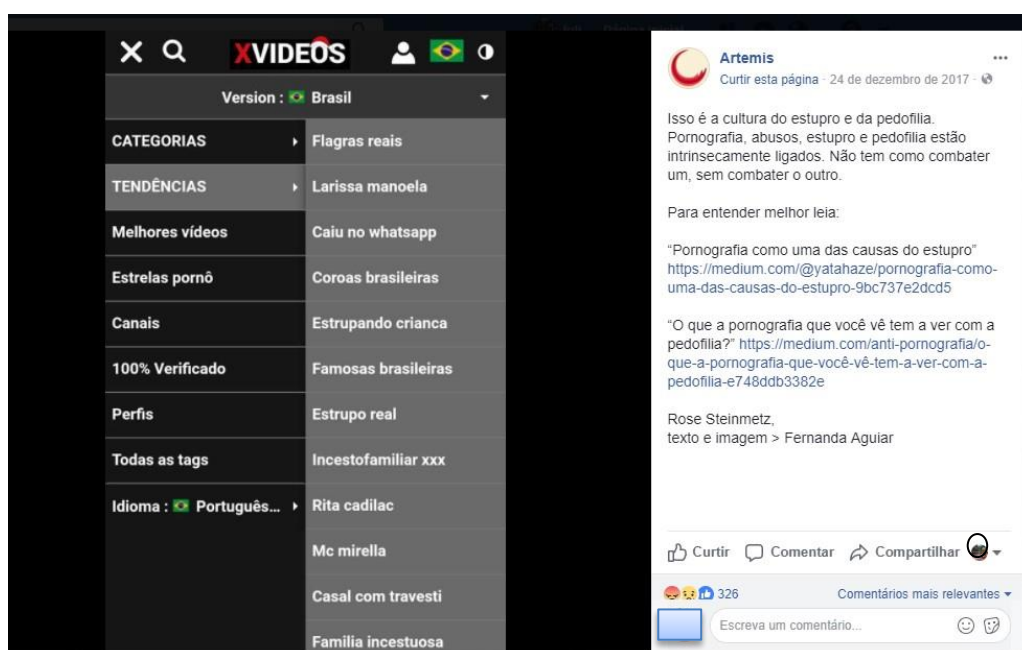 XVIDEOS
Version : Brasil
CATEGORIAS
TENDÊNCIAS
Melhores vídeos
Estrelas pornô
Canais
100% Verificado
Perfis
Todas as tags
Idioma : Português...
Flagras reais
Larissa manoela
Caiu no whatsapp
Coroas brasileiras
Estrupando crianca
Famosas brasileiras
Estrupo real
Incestofamiliar xxx
Rita cadilac
Mc mirella
Casal com travesti
Familia incestuosa
Artemis
Curtir esta página · 24 de dezembro de 2017 ·
Isso é a cultura do estupro e da pedofilia.
Pornografia, abusos, estupro e pedofilia estão
intrinsecamente ligados. Não tem como combater
um, sem combater o outro.
Para entender melhor leia:
“Pornografia como uma das causas do estupro”
https://medium.com/@yatahaze/pornografia-como-
uma-das-causas-do-estupro-9bc737e2dcd5
“O que a pornografia que você vê tem a ver com a
pedofilia?” https://medium.com/anti-pornografia/o-
que-a-pornografia-que-você-vê-tem-a-ver-com-a-
pedofilia-e748ddb3382e
Rose Steinmetz,
texto e imagem > Fernanda Aguiar
Curtir Comentar Compartilhar
326 Comentários mais relevantes
Escreva um comentário...